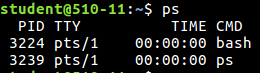 student@510-11:~$ ps
PID TTY TIME CMD
3224 pts/1 00:00:00 bash
3239 pts/1 00:00:00 ps